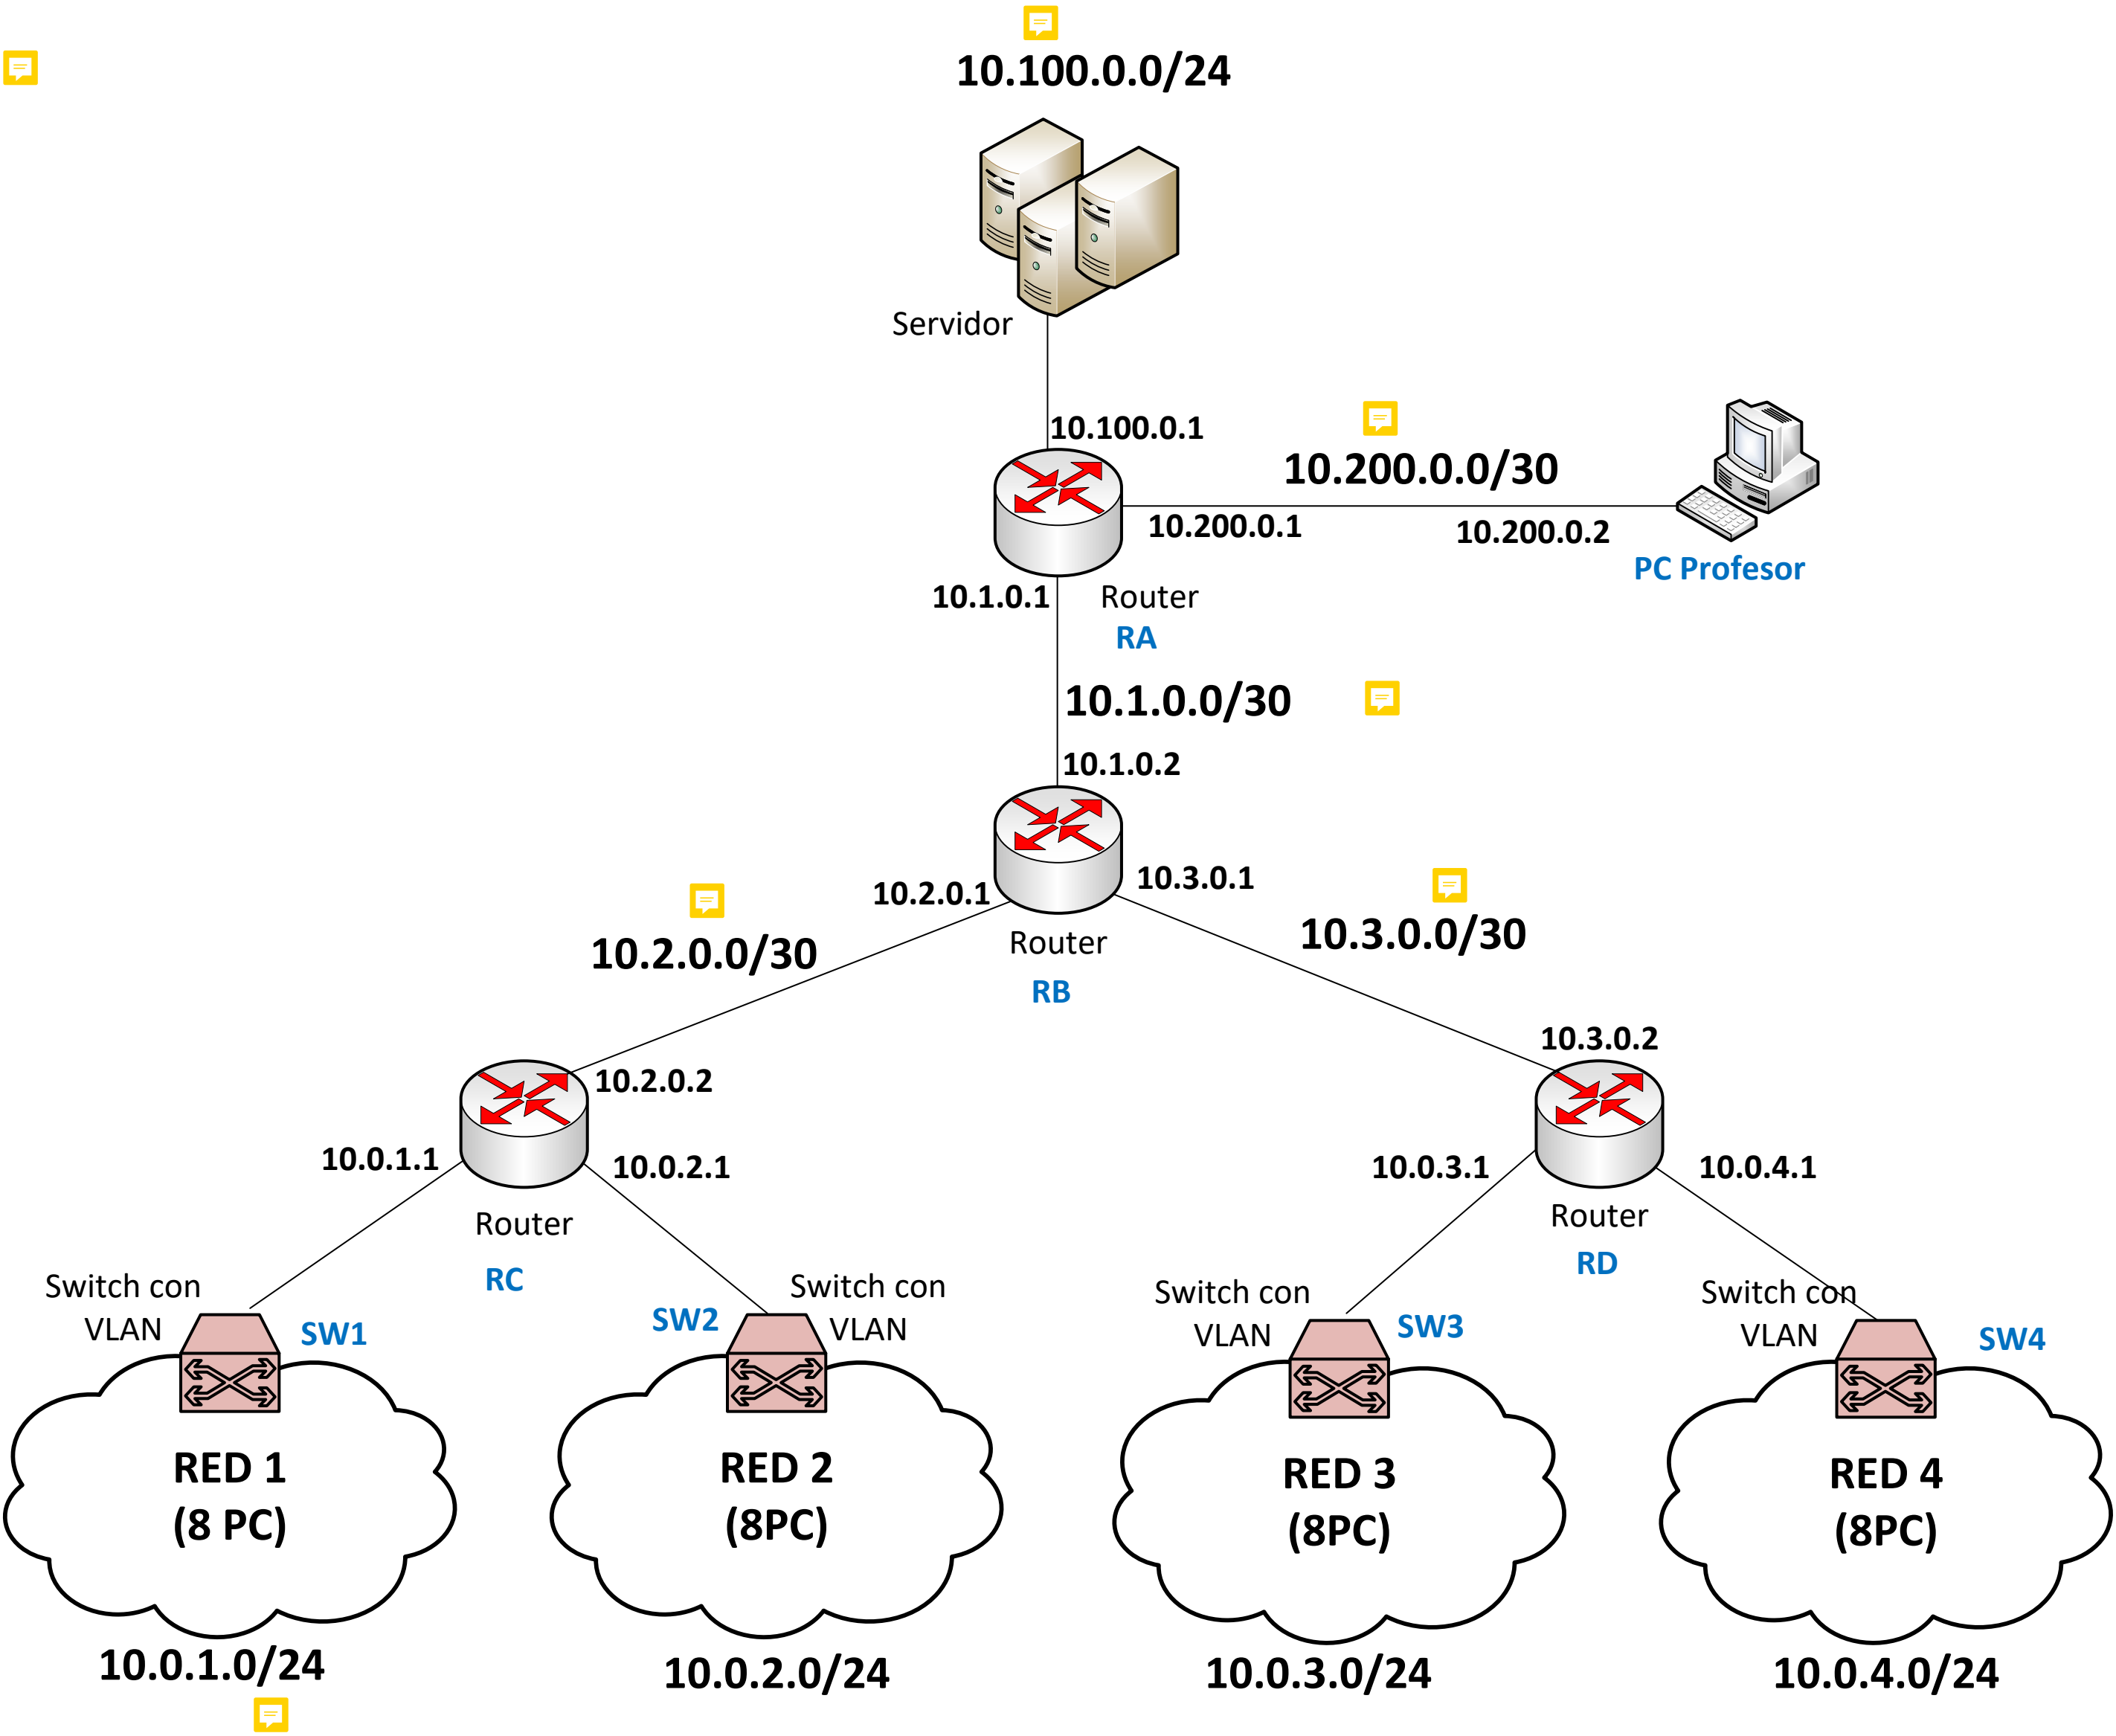 10.100.0.0/24
Servidor
10.100.0.1
10.200.0.0/30
10.200.0.1
10.200.0.2
PC Profesor
10.1.0.1
Router
RA
10.1.0.0/30
10.1.0.2
10.2.0.1
10.3.0.1
Router
RB
10.2.0.0/30
10.3.0.0/30
10.2.0.2
10.3.0.2
10.0.1.1
10.0.2.1
Router
RC
10.0.3.1
10.0.4.1
Router
RD
Switch con
VLAN
SW1
SW2
Switch con
VLAN
Switch con
VLAN
SW3
Switch con
VLAN
SW4
RED 1
(8 PC)
RED 2
(8PC)
RED 3
(8PC)
RED 4
(8PC)
10.0.1.0/24
10.0.2.0/24
10.0.3.0/24
10.0.4.0/24